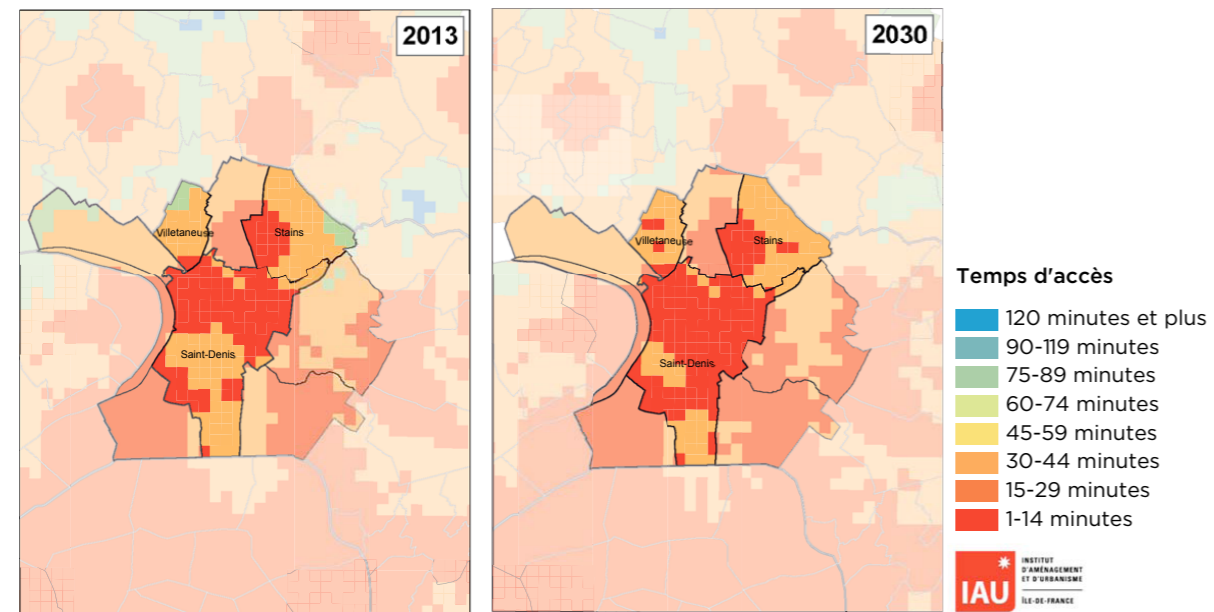 2013
Villetaneuse
Stains
Saint-Denis
2030
Villetaneuse
Stains
Saint-Denis
Temps d'accès
120 minutes et plus
90-119 minutes
75-89 minutes
60-74 minutes
45-59 minutes
30-44 minutes
15-29 minutes
1-14 minutes
IAU
INSTITUT
D'AMÉNAGEMENT
ET D'URBANISME
ÎLE-DE-FRANCE